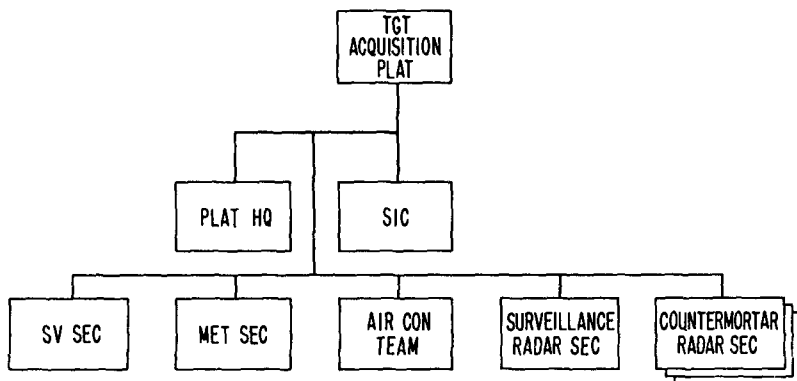 TGT
ACQUISITION
PLAT
PLAT HQ
SIC
SV SEC
MET SEC
AIR CON
TEAM
SURVEILLANCE
RADAR SEC
COUNTERMORTAR
RADAR SEC